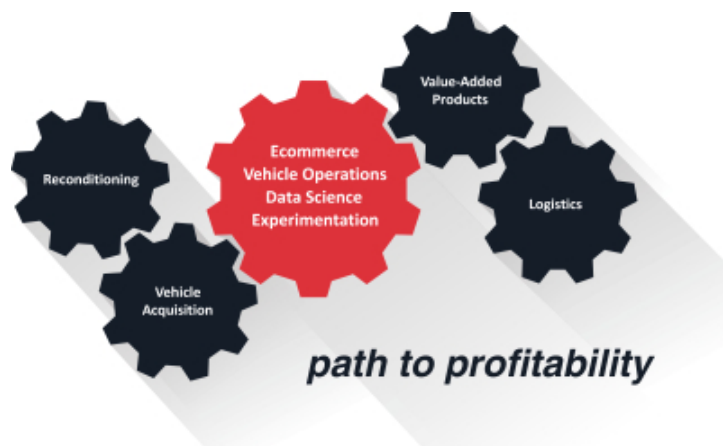 Value-Added
Products
Ecommerce
Vehicle Operations
Data Science
Experimentation
Reconditioning
Logistics
Vehicle
Acquisition
path to profitability